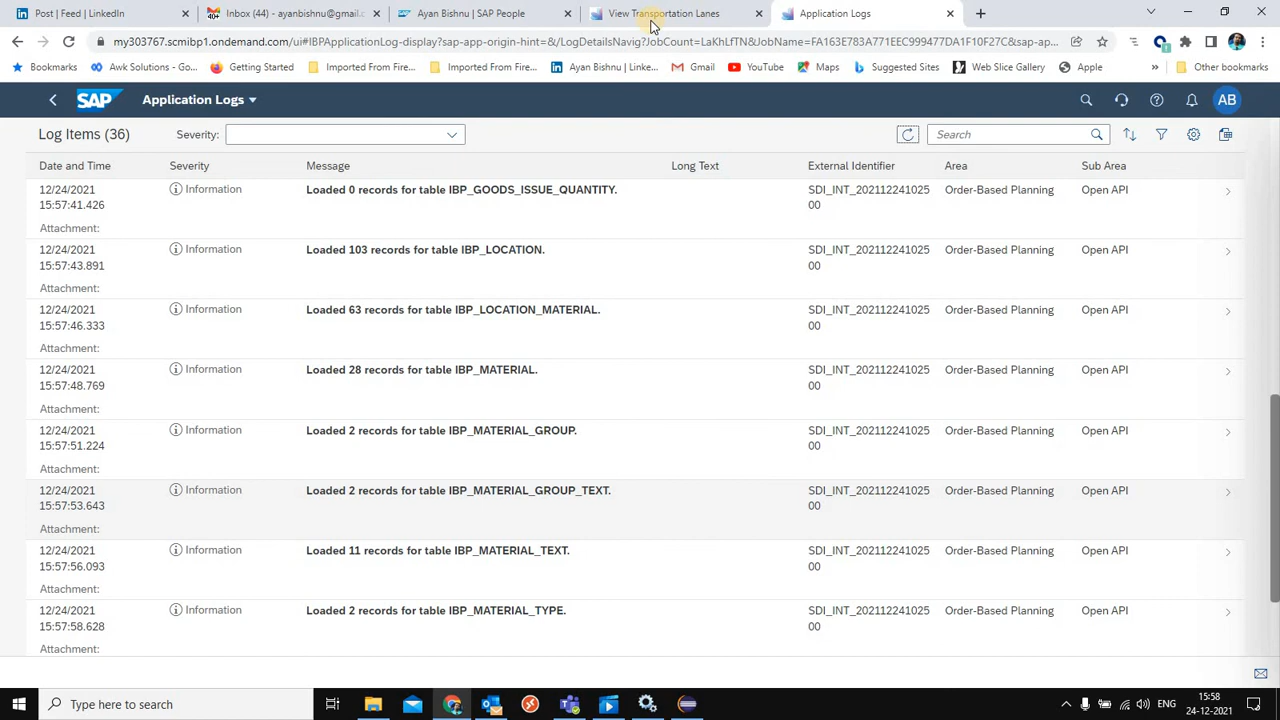 Post | Feed | LinkedIn
Inbox (44) - ayanbishnu@gmail.c
Ayan Bishnu | SAP People
View Transportation Lanes
Application Logs
my303767.scmibp1.ondemand.com/ui#IBPApplicationLog-display?sap-app-origin-hint=&/LogDetailsNavig?JobCount=LaKhLfTN&JobName=FA163E783A771EEC999477DA1F10F27C&sap-ap...
Bookmarks
Awk Solutions - Go...
Getting Started
Imported From Fire...
Imported From Fire...
Ayan Bishnu | Linke...
Gmail
YouTube
Maps
Suggested Sites
Web Slice Gallery
Apple
»
Other bookmarks
SAP
Application Logs
AB
Log Items (36)
Severity:
Search
Date and Time
Severity
Message
Long Text
External Identifier
Area
Sub Area
12/24/2021
15:57:41.426
Information
Loaded 0 records for table IBP_GOODS_ISSUE_QUANTITY.
SDI_INT_202112241025
00
Order-Based Planning
Open API
Attachment:
12/24/2021
15:57:43.891
Information
Loaded 103 records for table IBP_LOCATION.
SDI_INT_202112241025
00
Order-Based Planning
Open API
Attachment:
12/24/2021
15:57:46.333
Information
Loaded 63 records for table IBP_LOCATION_MATERIAL.
SDI_INT_202112241025
00
Order-Based Planning
Open API
Attachment:
12/24/2021
15:57:48.769
Information
Loaded 28 records for table IBP_MATERIAL.
SDI_INT_202112241025
00
Order-Based Planning
Open API
Attachment:
12/24/2021
15:57:51.224
Information
Loaded 2 records for table IBP_MATERIAL_GROUP.
SDI_INT_202112241025
00
Order-Based Planning
Open API
Attachment:
12/24/2021
15:57:53.643
Information
Loaded 2 records for table IBP_MATERIAL_GROUP_TEXT.
SDI_INT_202112241025
00
Order-Based Planning
Open API
Attachment:
12/24/2021
15:57:56.093
Information
Loaded 11 records for table IBP_MATERIAL_TEXT.
SDI_INT_202112241025
00
Order-Based Planning
Open API
Attachment:
12/24/2021
15:57:58.628
Information
Loaded 2 records for table IBP_MATERIAL_TYPE.
SDI_INT_202112241025
00
Order-Based Planning
Open API
Attachment:
Type here to search
ENG
15:58
24-12-2021